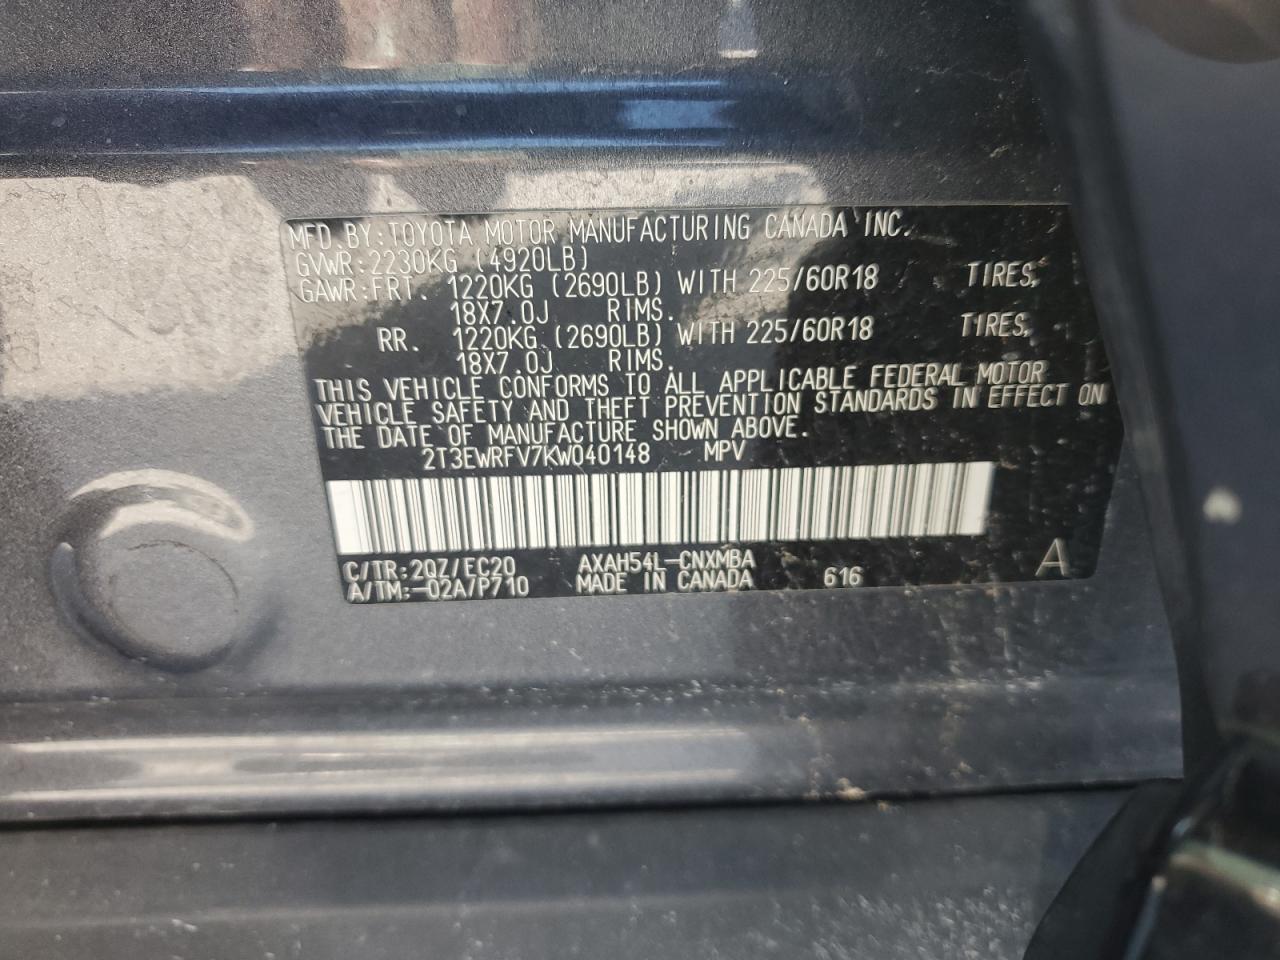 MFD.BY:TOYOTA MOTOR MANUFACTURING CANADA INC.
GVWR:2230KG (4920LB)
GAWR:FRT. 1220KG (2690LB) WITH 225/60R18 TIRES,
18X7.0J RIMS.
RR. 1220KG (2690LB) WITH 225/60R18 TIRES,
18X7.0J RIMS.
THIS VEHICLE CONFORMS TO ALL APPLICABLE FEDERAL MOTOR
VEHICLE SAFETY AND THEFT PREVENTION STANDARDS IN EFFECT ON
THE DATE OF MANUFACTURE SHOWN ABOVE.
2T3EWRFV7KW040148 MPV
C/TR:2QZ/EC20 AXAH54L-CNXMBA
A/TM:-02A/P710 MADE IN CANADA 616 A